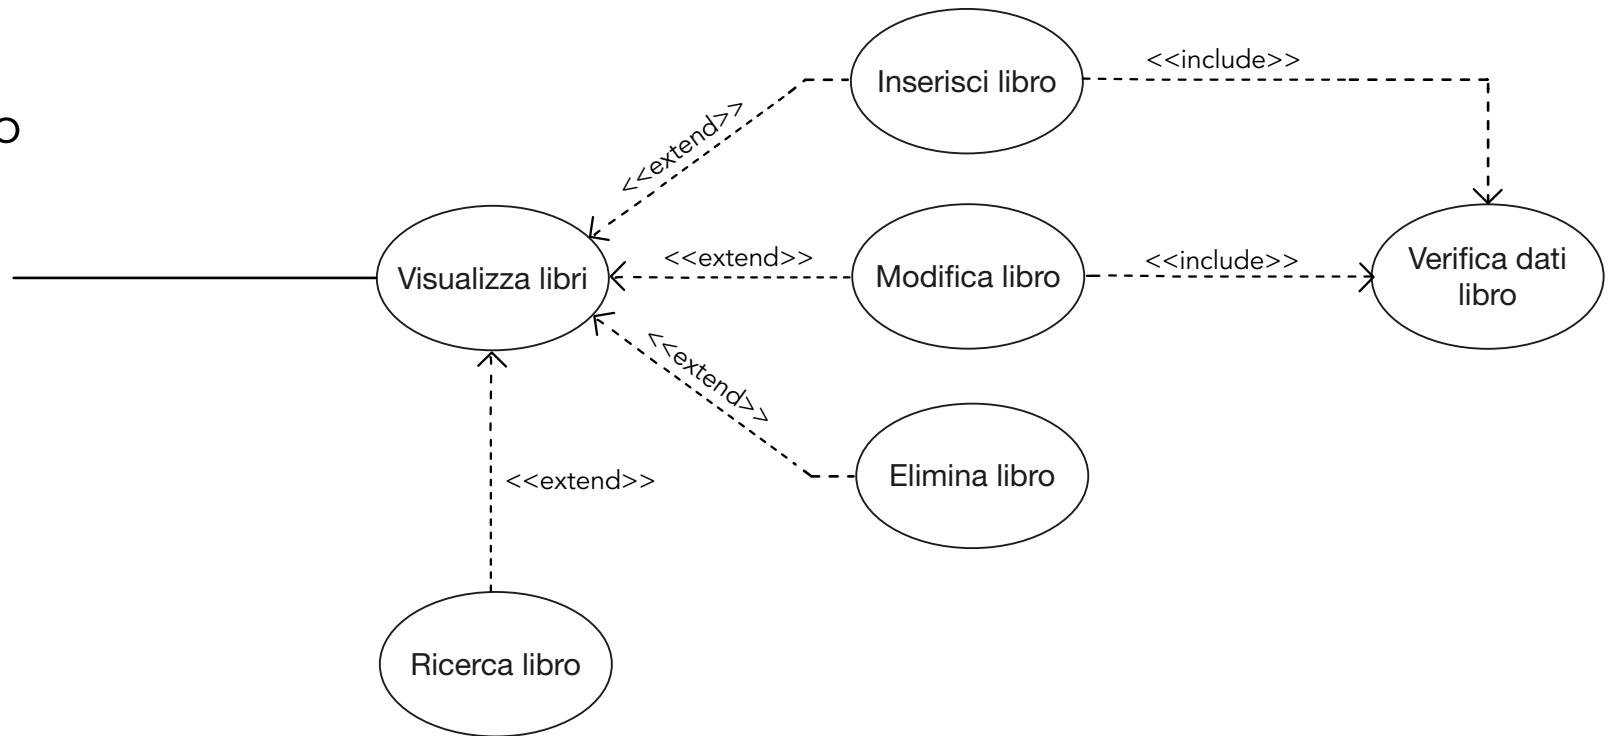 Inserisci libro
<<include>>
<<extend>>
Visualizza libri
<<extend>>
Modifica libro
<<include>>
Verifica dati
libro
<<extend>>
Elimina libro
<<extend>>
Ricerca libro